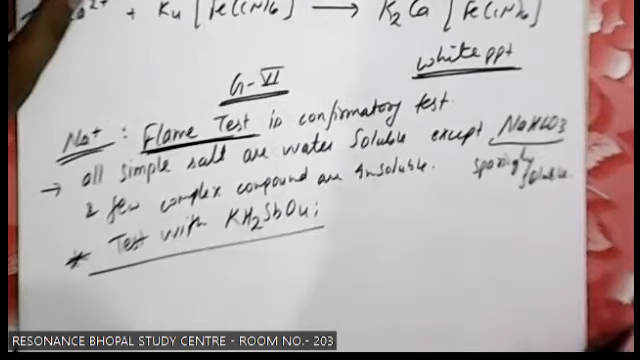 Ca²⁺ + K₄ [Fe(CN)₆] ⟶ K₂Ca [Fe(CN)₆]
white ppt
G-VI
Na⁺ : Flame Test is confirmatory test.
→ all simple salt are water soluble except NaHCO3
sparingly soluble.
& few complex compound are insoluble.
* Test with KH₂SbO₄;
RESONANCE BHOPAL STUDY CENTRE - ROOM NO.- 203